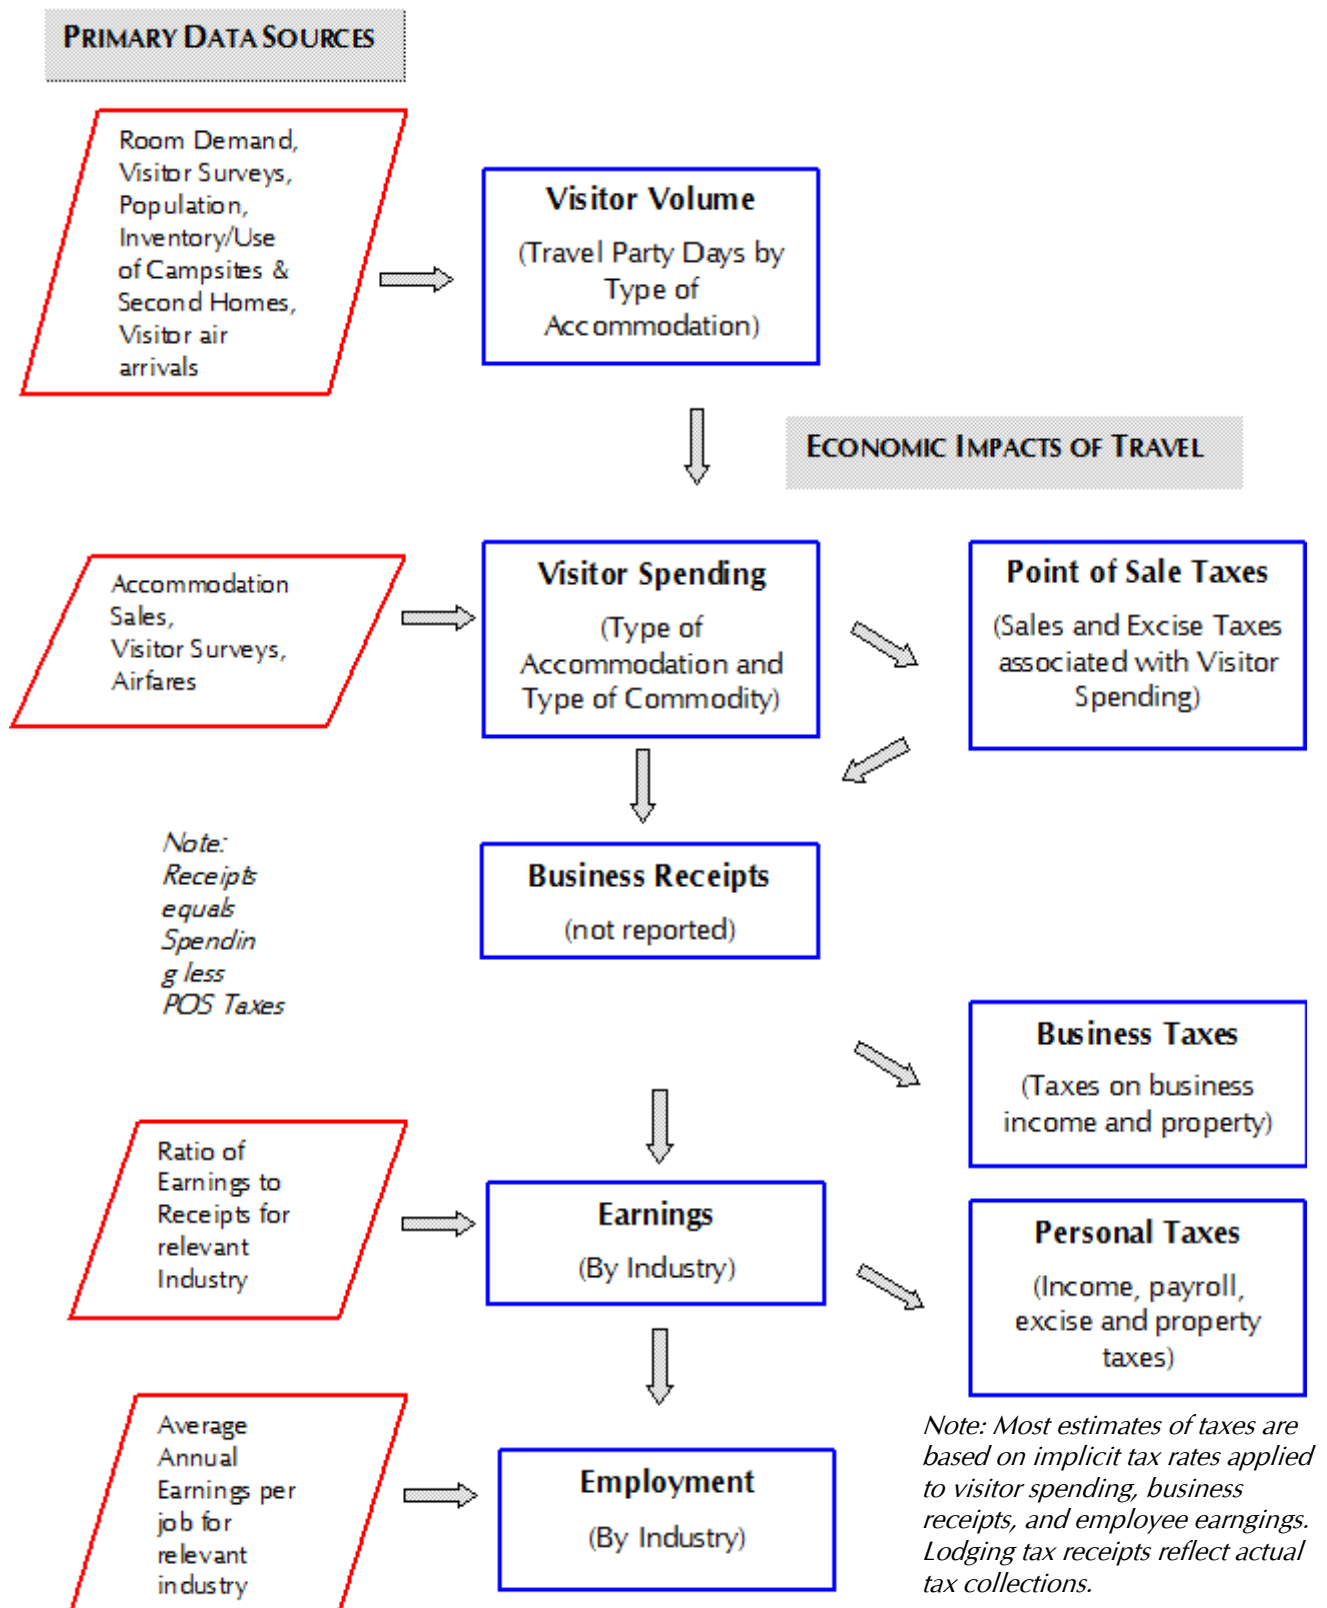 PRIMARY DATA SOURCES
Room Demand,
Visitor Surveys,
Population,
Inventory/Use
of Campsites &
Second Homes,
Visitor air
arrivals
Visitor Volume
(Travel Party Days by
Type of
Accommodation)
ECONOMIC IMPACTS OF TRAVEL
Accommodation
Sales,
Visitor Surveys,
Airfares
Visitor Spending
(Type of
Accommodation and
Type of Commodity)
Point of Sale Taxes
(Sales and Excise Taxes
associated with Visitor
Spending)
Note:
Receipts
equals
Spendin
g less
POS Taxes
Business Receipts
(not reported)
Business Taxes
(Taxes on business
income and property)
Ratio of
Earnings to
Receipts for
relevant
Industry
Earnings
(By Industry)
Personal Taxes
(Income, payroll,
excise and property
taxes)
Average
Annual
Earnings per
job for
relevant
industry
Employment
(By Industry)
Note: Most estimates of taxes are
based on implicit tax rates applied
to visitor spending, business
receipts, and employee earngings.
Lodging tax receipts reflect actual
tax collections.